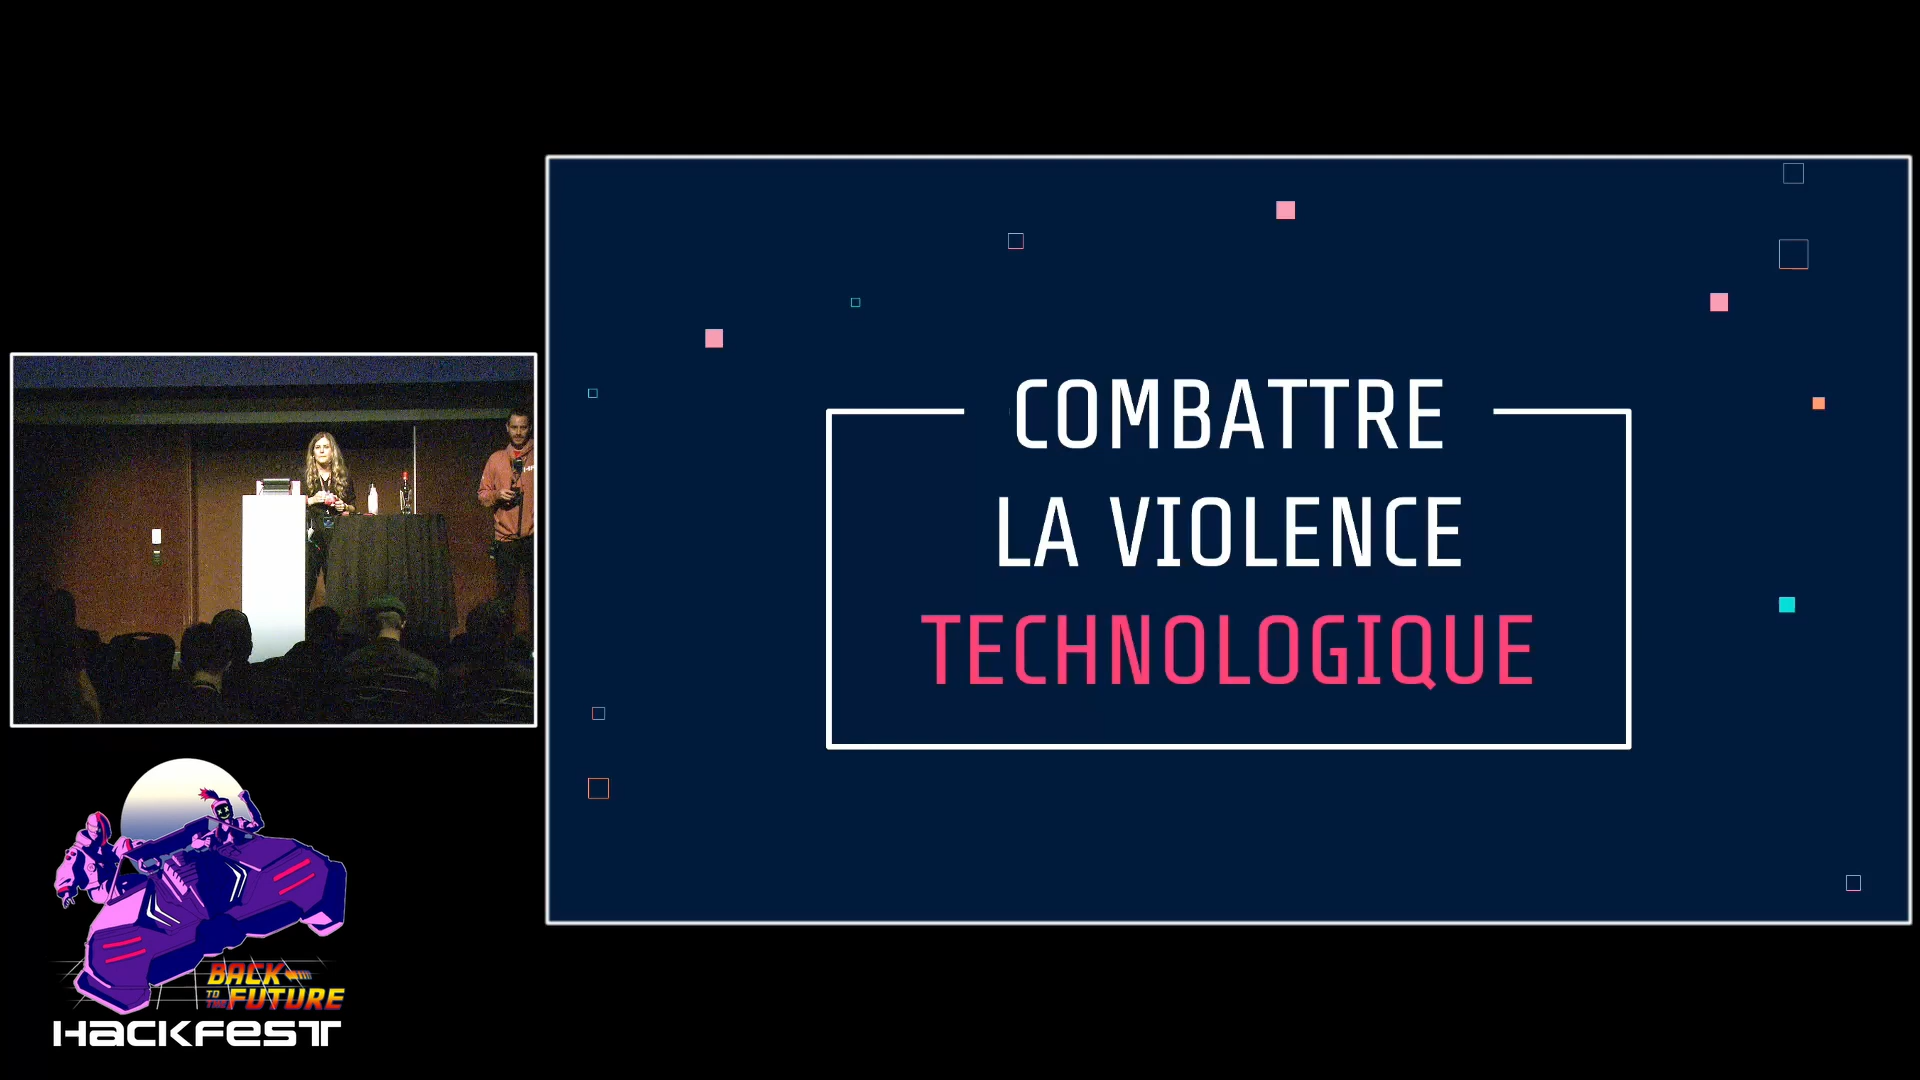 COMBATTRE
LA VIOLENCE
TECHNOLOGIQUE
BACK
TO THE FUTURE
HACKFEST